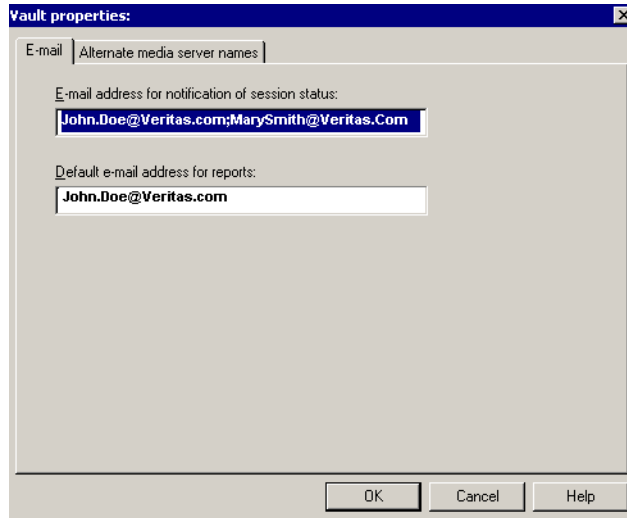 Vault properties:
E-mail
Alternate media server names
E-mail address for notification of session status:
John.Doe@Veritas.com;MarySmith@Veritas.Com
Default e-mail address for reports:
John.Doe@Veritas.com
OK
Cancel
Help